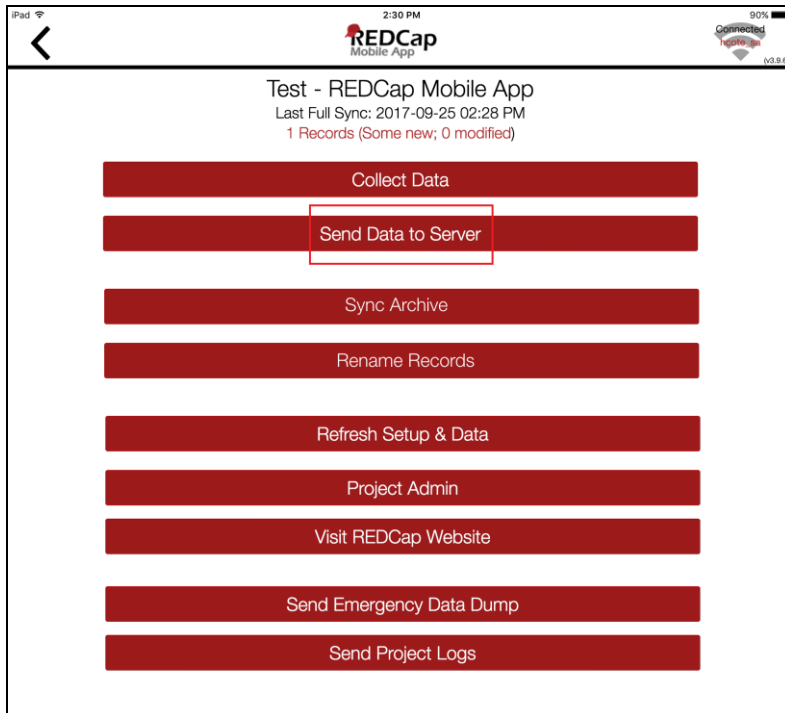 iPad 2:30 PM 90%
REDCap
Mobile App
Connected
hcote_sa
(v3.9.6
Test - REDCap Mobile App
Last Full Sync: 2017-09-25 02:28 PM
1 Records (Some new; 0 modified)
Collect Data
Send Data to Server
Sync Archive
Rename Records
Refresh Setup & Data
Project Admin
Visit REDCap Website
Send Emergency Data Dump
Send Project Logs